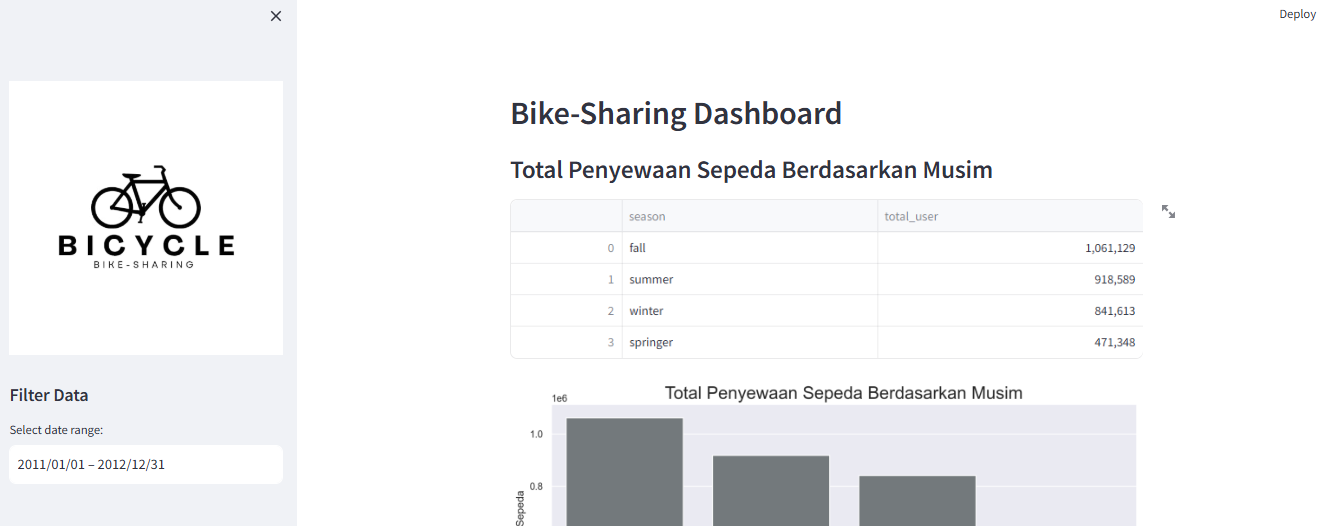 Deploy
BICYCLE
BIKE-SHARING
Filter Data
Select date range:
2011/01/01 – 2012/12/31
Bike-Sharing Dashboard
Total Penyewaan Sepeda Berdasarkan Musim
season total_user
0 fall 1,061,129
1 summer 918,589
2 winter 841,613
3 springer 471,348
Total Penyewaan Sepeda Berdasarkan Musim
1e6
1.0
0.8
Sepeda